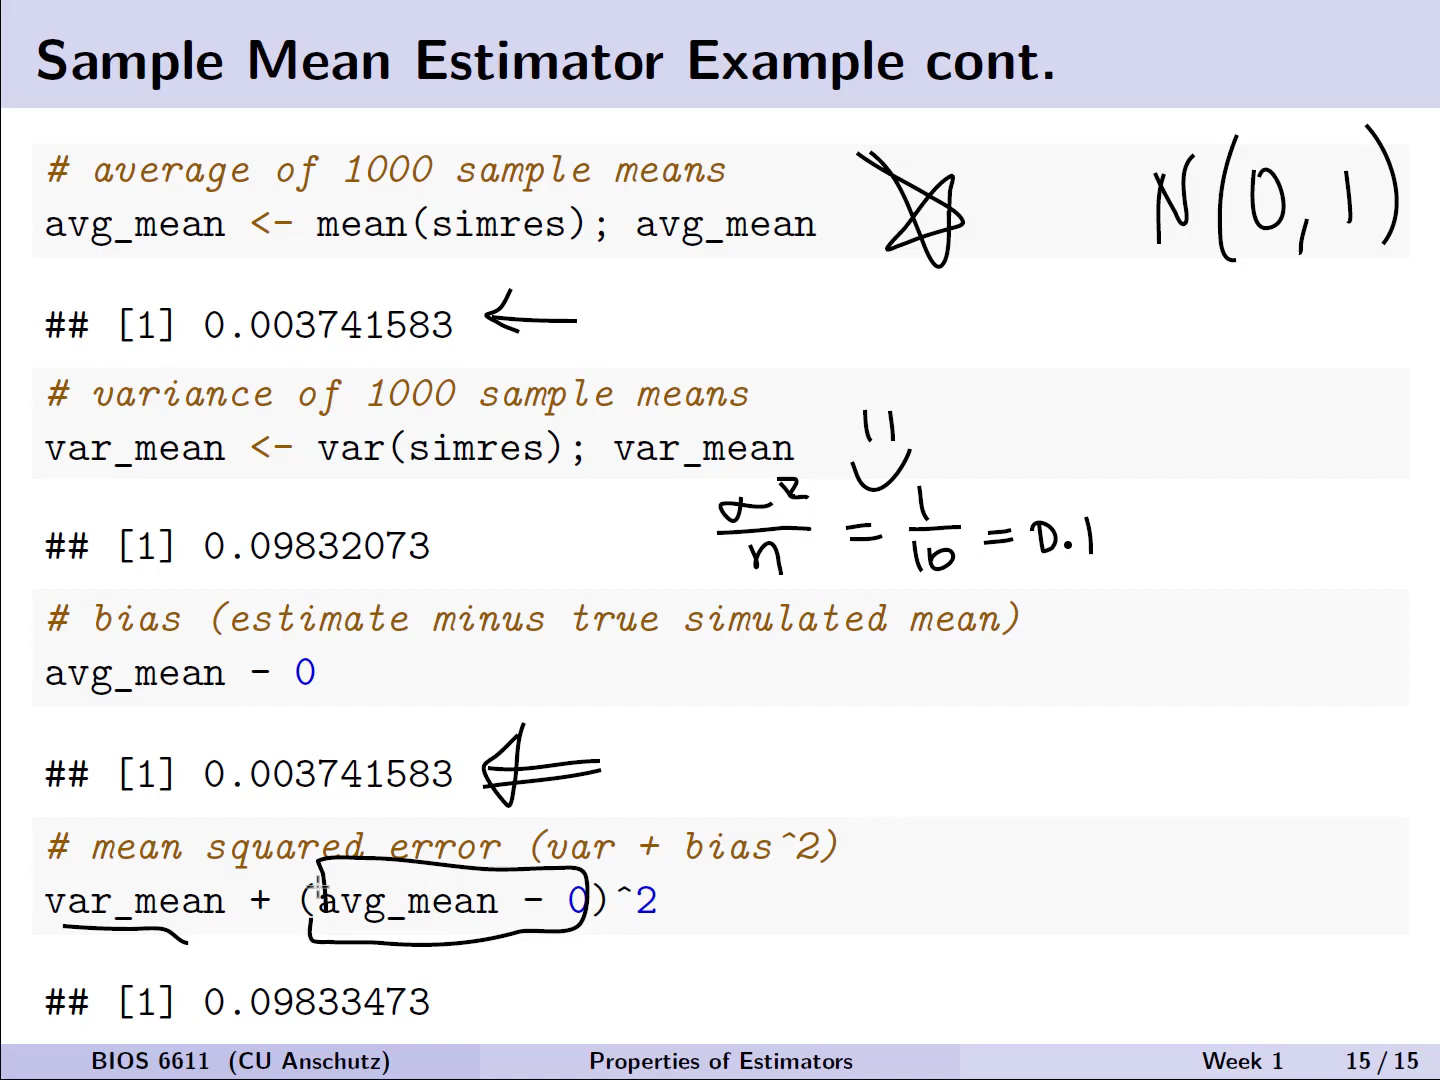 Sample Mean Estimator Example cont.
# average of 1000 sample means
avg_mean <- mean(simres); avg_mean
N(0, 1)
## [1] 0.003741583
# variance of 1000 sample means
var_mean <- var(simres); var_mean
σ²/n = 1/10 = 0.1
## [1] 0.09832073
# bias (estimate minus true simulated mean)
avg_mean - 0
## [1] 0.003741583
# mean squared error (var + bias^2)
var_mean + (avg_mean - 0)^2
## [1] 0.09833473
BIOS 6611 (CU Anschutz) Properties of Estimators Week 1 15 / 15